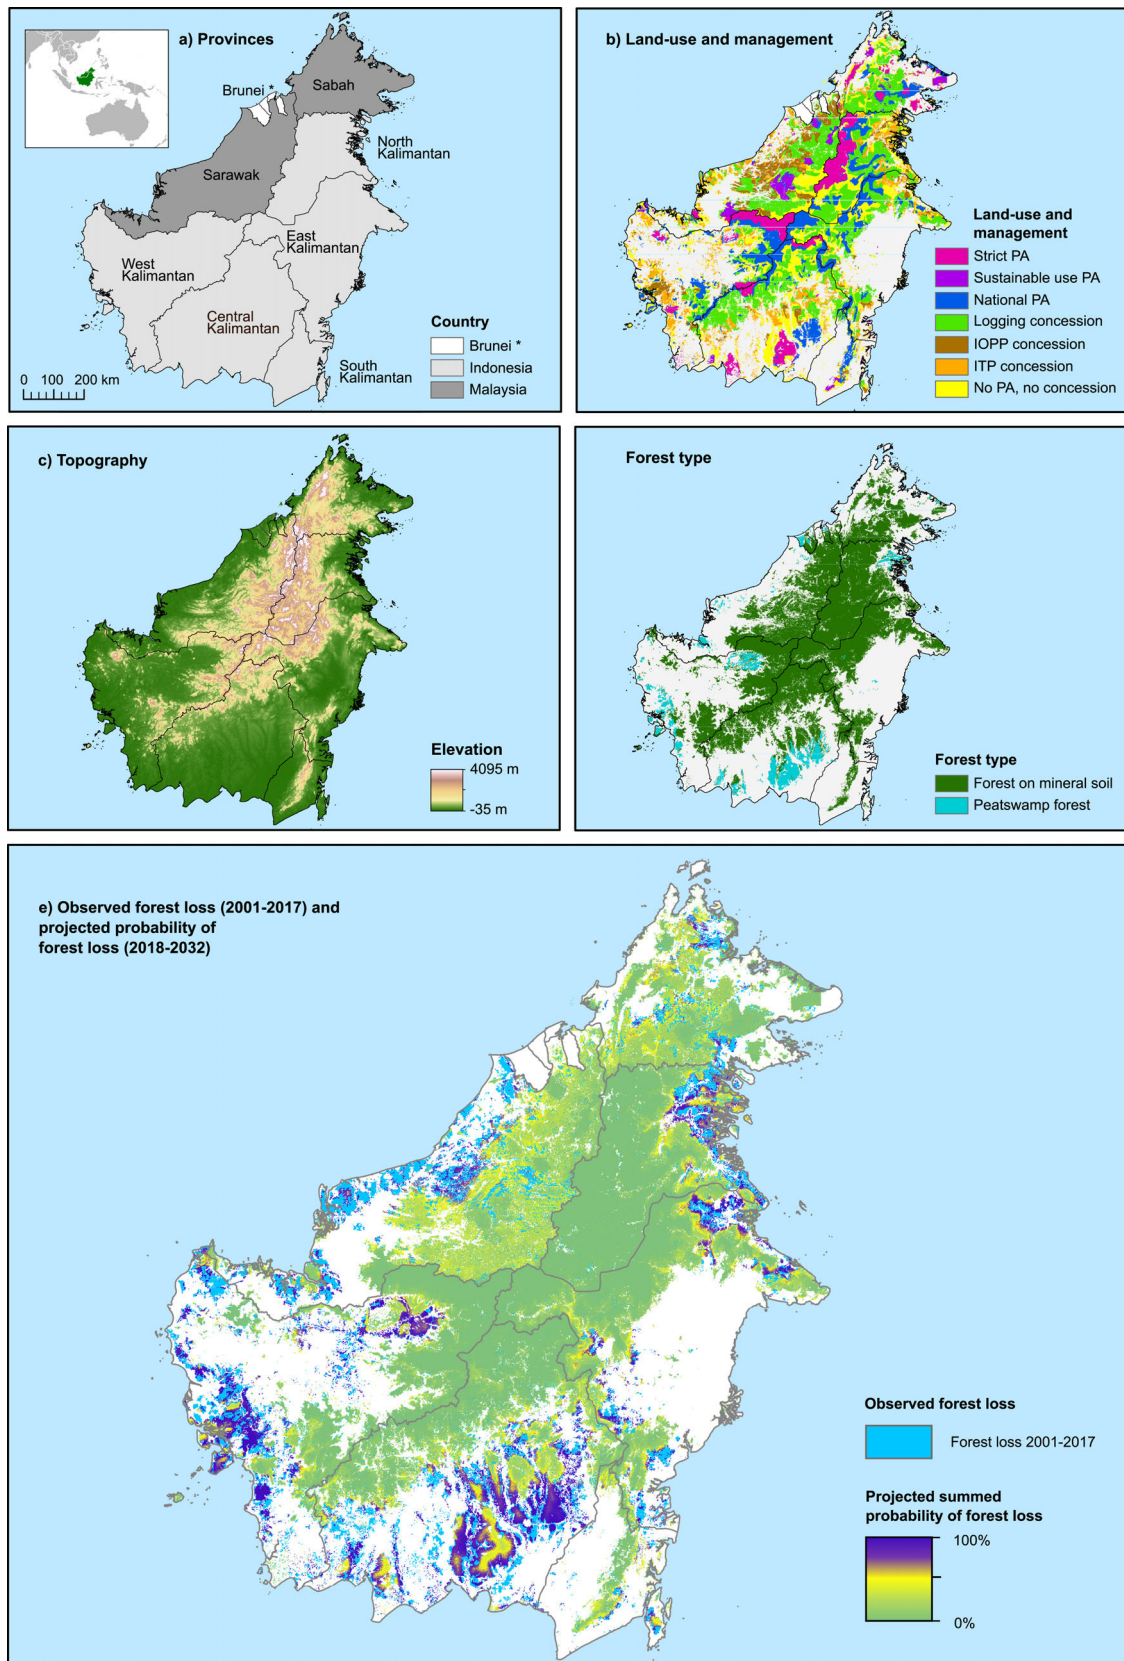 a) Provinces
Brunei *
Sabah
North
Kalimantan
Sarawak
East
Kalimantan
West
Kalimantan
Central
Kalimantan
South
Kalimantan
Country
Brunei *
Indonesia
Malaysia
0 100 200 km
b) Land-use and management
Land-use and
management
Strict PA
Sustainable use PA
National PA
Logging concession
IOPP concession
ITP concession
No PA, no concession
c) Topography
Elevation
4095 m
-35 m
Forest type
Forest type
Forest on mineral soil
Peatswamp forest
e) Observed forest loss (2001-2017) and
projected probability of
forest loss (2018-2032)
Observed forest loss
Forest loss 2001-2017
Projected summed
probability of forest loss
100%
0%